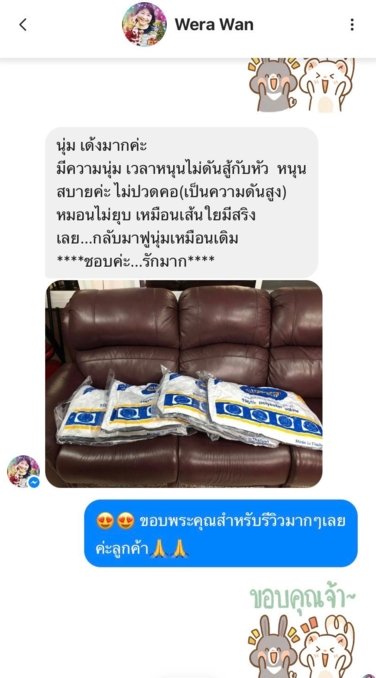 Wera Wan
นุ่ม เด้งมากค่ะ
มีความนุ่ม เวลาหนุนไม่ดันสู้กับหัว หนุน
สบายค่ะ ไม่ปวดคอ(เป็นความดันสูง)
หมอนไม่ยุบ เหมือนเส้นใยมีสริง
เลย...กลับมาฟูนุ่มเหมือนเดิม
****ชอบค่ะ...รักมาก****
😍😍 ขอบพระคุณสำหรับรีวิวมากๆเลย
ค่ะลูกค้า🙏🙏
ขอบคุณจ้า~